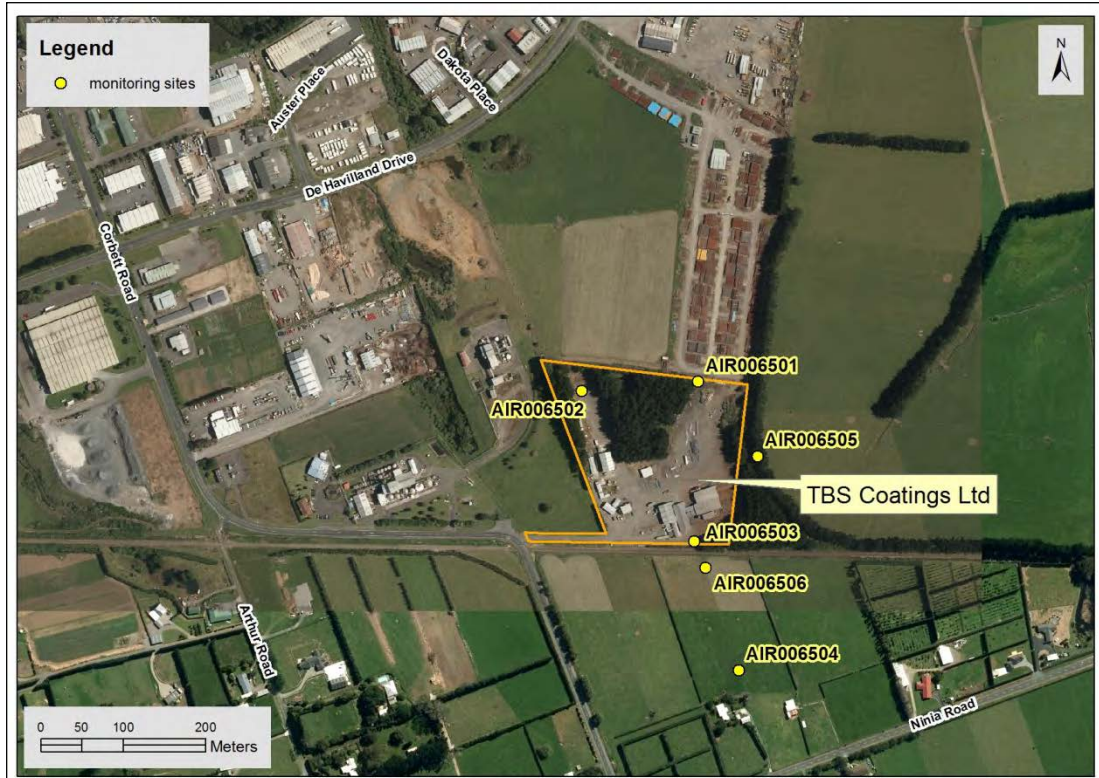 Legend
monitoring sites
N
Auster Place
Dakota Place
De Havilland Drive
Corbett Road
AIR006501
AIR006502
AIR006505
TBS Coatings Ltd
AIR006503
AIR006506
Arthur Road
AIR006504
Ninia Road
0 50 100 200
Meters